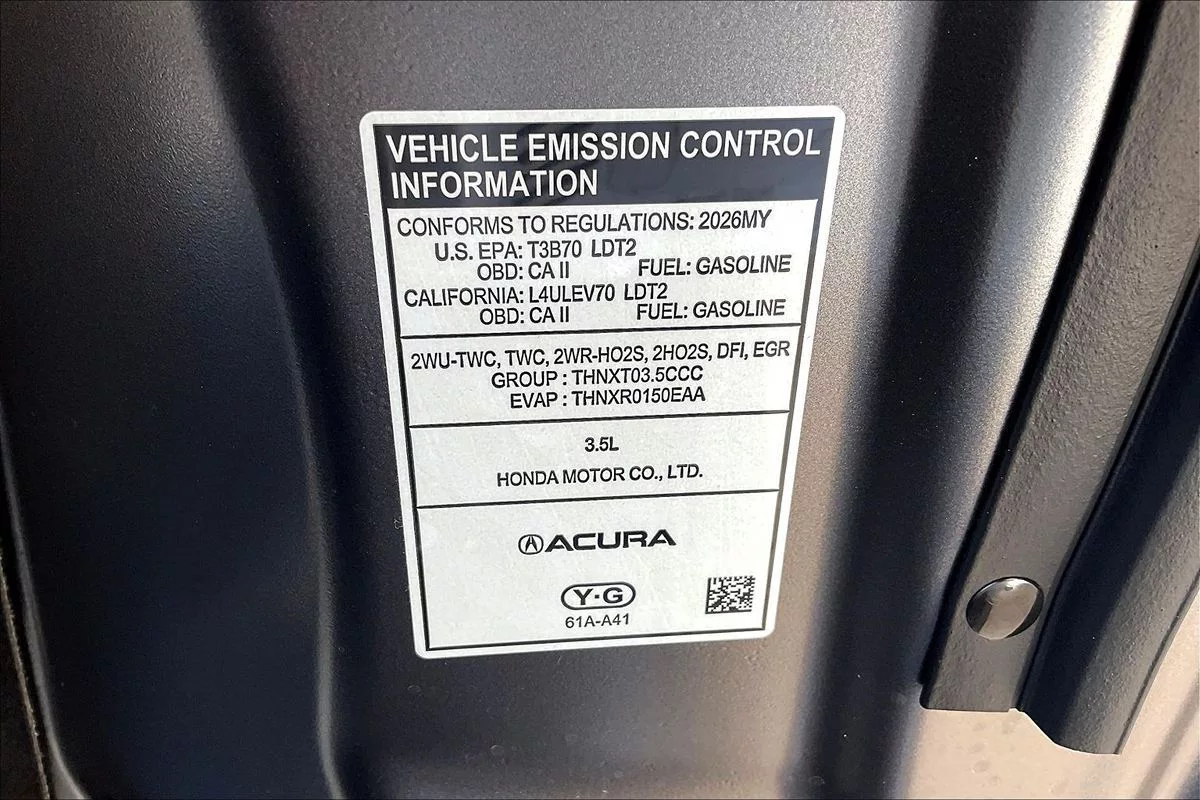 VEHICLE EMISSION CONTROL
INFORMATION
CONFORMS TO REGULATIONS: 2026MY
U.S. EPA: T3B70 LDT2
OBD: CA II FUEL: GASOLINE
CALIFORNIA: L4ULEV70 LDT2
OBD: CA II FUEL: GASOLINE
2WU-TWC, TWC, 2WR-HO2S, 2HO2S, DFI, EGR
GROUP : THNXT03.5CCC
EVAP : THNXR0150EAA
3.5L
HONDA MOTOR CO., LTD.
ACURA
Y·G
61A-A41